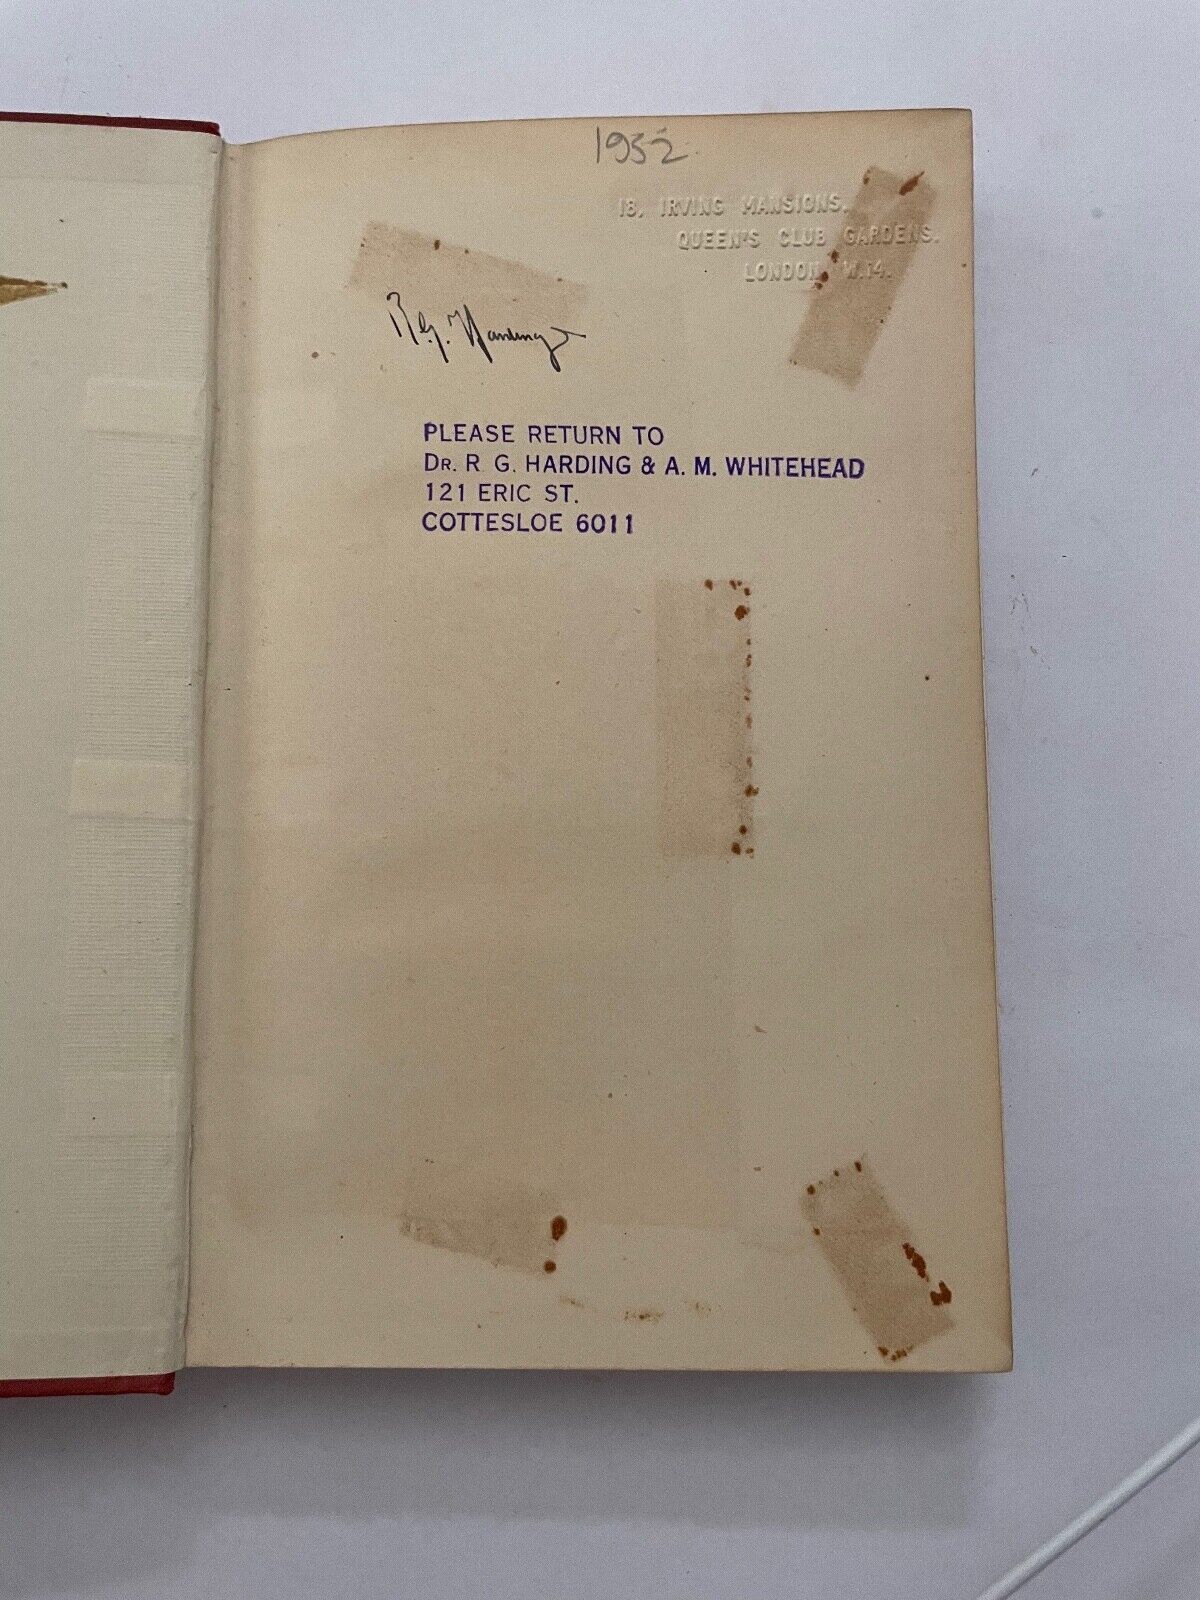 1952
18, IRVING MANSIONS.
QUEEN'S CLUB GARDENS.
LONDON, W.14.
R.G. Harding
PLEASE RETURN TO
DR. R. G. HARDING & A. M. WHITEHEAD
121 ERIC ST.
COTTESLOE 6011